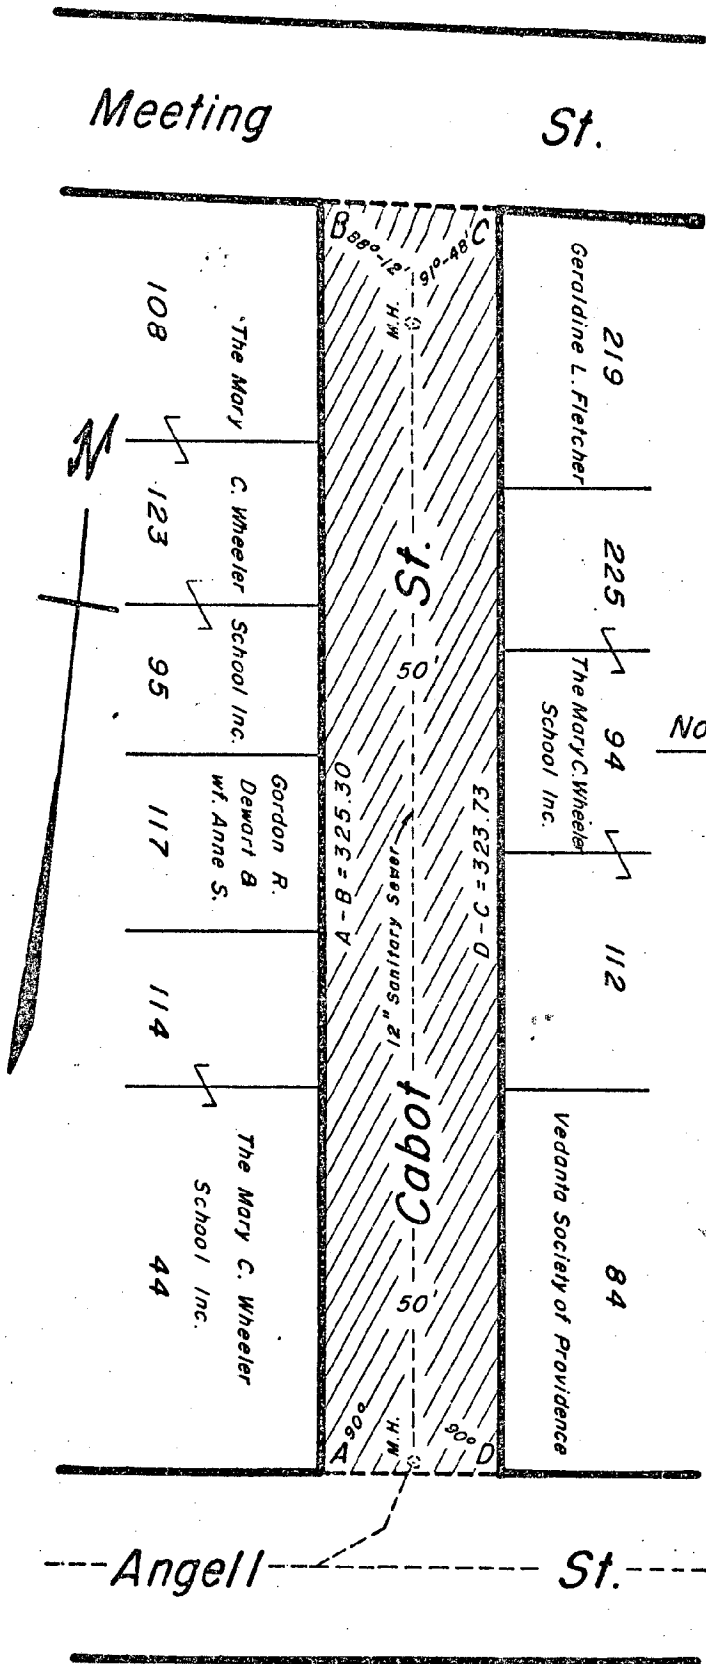 Meeting St.
B 88°-12'
91°-48' C
M.H.
108
"The Mary
C. Wheeler
School Inc.
123
95
Gordon R.
Dewart &
wf. Anne S.
117
114
The Mary C. Wheeler
School Inc.
44
N
Cabot St.
50'
A - B = 325.30
12" Sanitary Sewer
D - C = 323.73
50'
A 90°
M.H.
90° D
219
Geraldine L. Fletcher
225
94
The Mary C. Wheeler
School Inc.
No
112
84
Vedanta Society of Providence
Angell St.